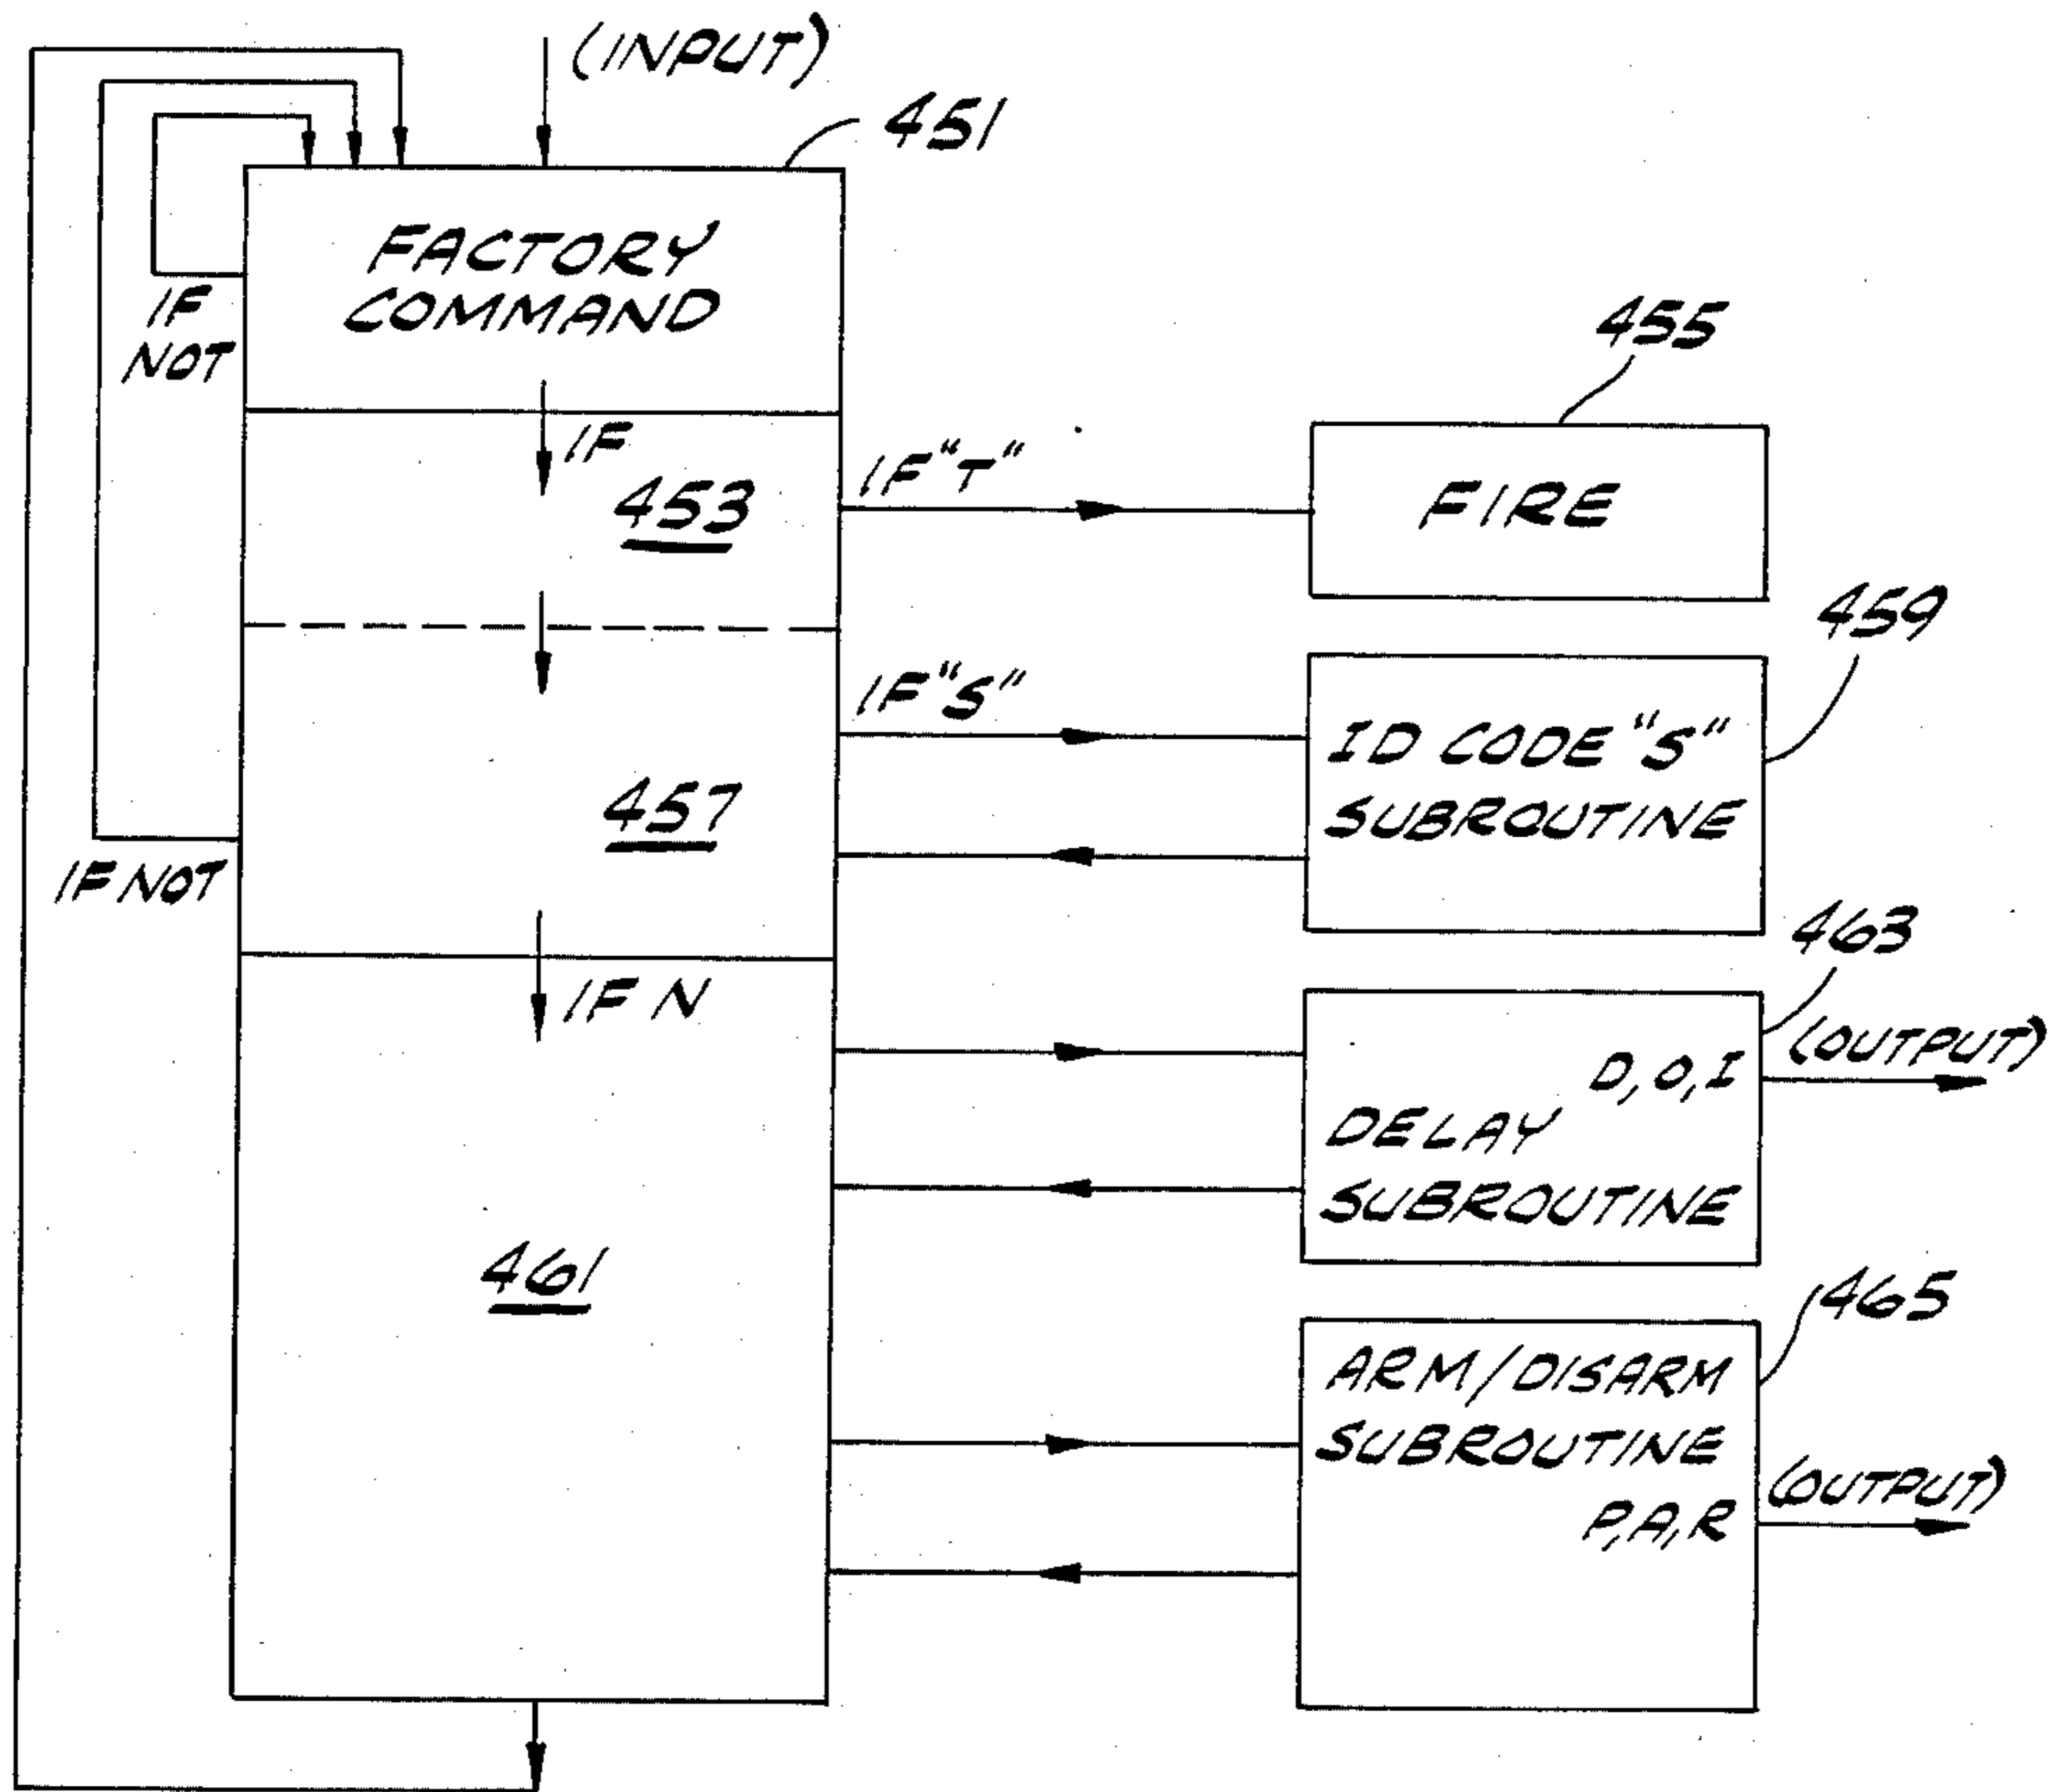 (INPUT)
451
FACTORY
COMMAND
IF
NOT
IF
453
IF "T"
455
FIRE
459
IF "S"
ID CODE "S"
SUBROUTINE
457
IF NOT
463
IF N
D, O, I
(OUTPUT)
DELAY
SUBROUTINE
461
465
ARM/DISARM
SUBROUTINE
P, A, R
(OUTPUT)